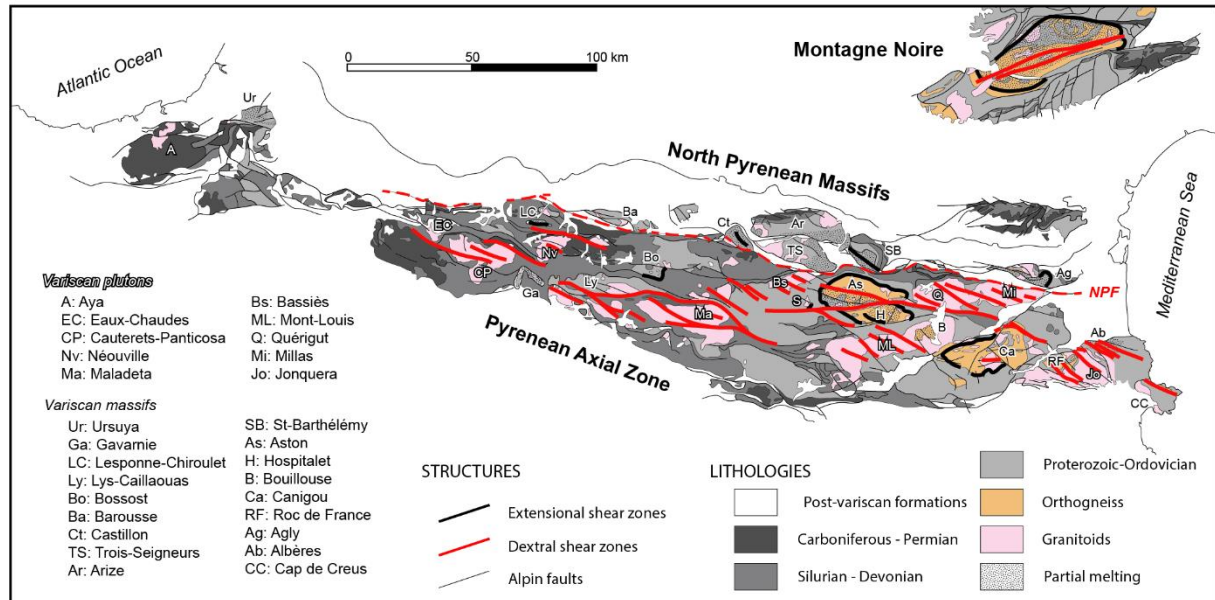 Montagne Noire
Atlantic Ocean
0 50 100 km
Ur
A
North Pyrenean Massifs
Mediterranean Sea
LC
Ba
EC
Ct
Ar
TS
SB
Nv
Bo
CP
Ga
Ly
Bs
As
Ag
Q
Mi
NPF
S
Ma
H
B
ML
Ab
Ca
RF
Jo
CC
Pyrenean Axial Zone
Variscan plutons
A: Aya
EC: Eaux-Chaudes
CP: Cauterets-Panticosa
Nv: Néouville
Ma: Maladeta
Bs: Bassiès
ML: Mont-Louis
Q: Quérigut
Mi: Millas
Jo: Jonquera
Variscan massifs
Ur: Ursuya
Ga: Gavarnie
LC: Lesponne-Chiroulet
Ly: Lys-Caillaouas
Bo: Bossost
Ba: Barousse
Ct: Castillon
TS: Trois-Seigneurs
Ar: Arize
SB: St-Barthélémy
As: Aston
H: Hospitalet
B: Bouillouse
Ca: Canigou
RF: Roc de France
Ag: Agly
Ab: Albères
CC: Cap de Creus
STRUCTURES
Extensional shear zones
Dextral shear zones
Alpin faults
LITHOLOGIES
Post-variscan formations
Carboniferous - Permian
Silurian - Devonian
Proterozoic-Ordovician
Orthogneiss
Granitoids
Partial melting